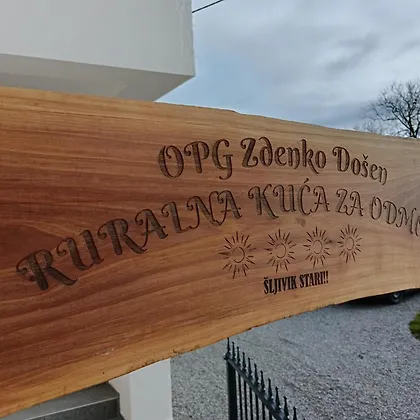 OPG Zdenko Došen
RURALNA KUĆA ZA ODMO
ŠLJIVIK STARI!!